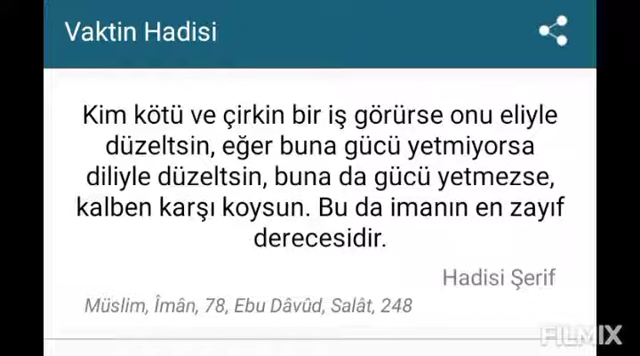 Vaktin Hadisi
Kim kötü ve çirkin bir iş görürse onu eliyle
düzeltsin, eğer buna gücü yetmiyorsa
diliyle düzeltsin, buna da gücü yetmezse,
kalben karşı koysun. Bu da imanın en zayıf
derecesidir.
Hadisi Şerif
Müslim, Îmân, 78, Ebu Dâvûd, Salât, 248
FILMIX